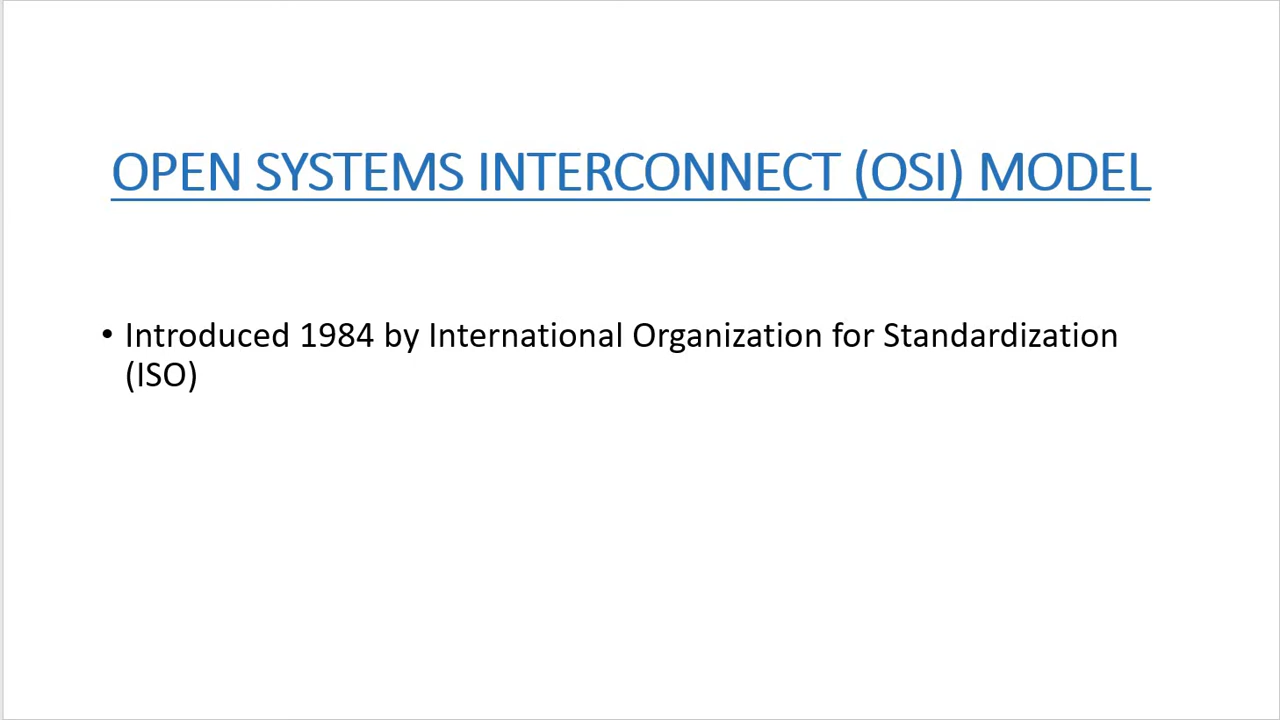 OPEN SYSTEMS INTERCONNECT (OSI) MODEL
• Introduced 1984 by International Organization for Standardization
(ISO)